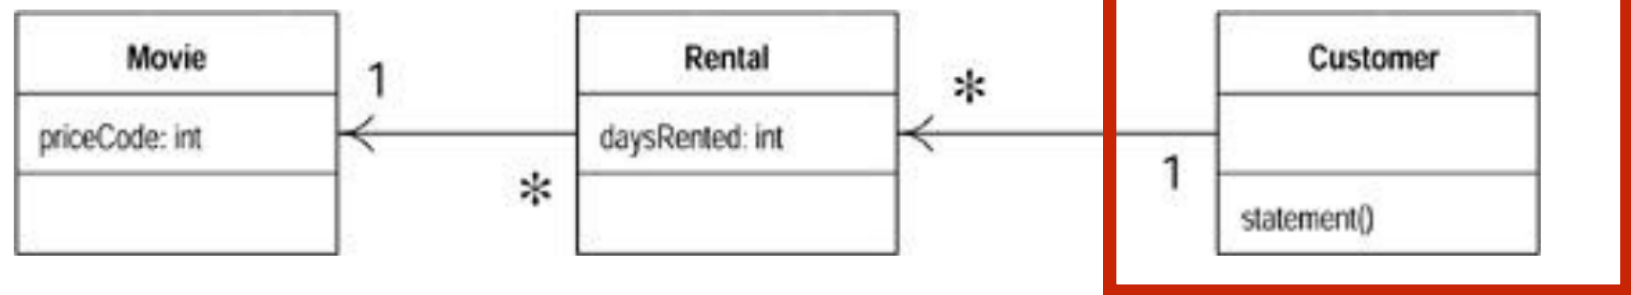 Movie
priceCode: int
1
*
Rental
daysRented: int
*
1
Customer
statement()